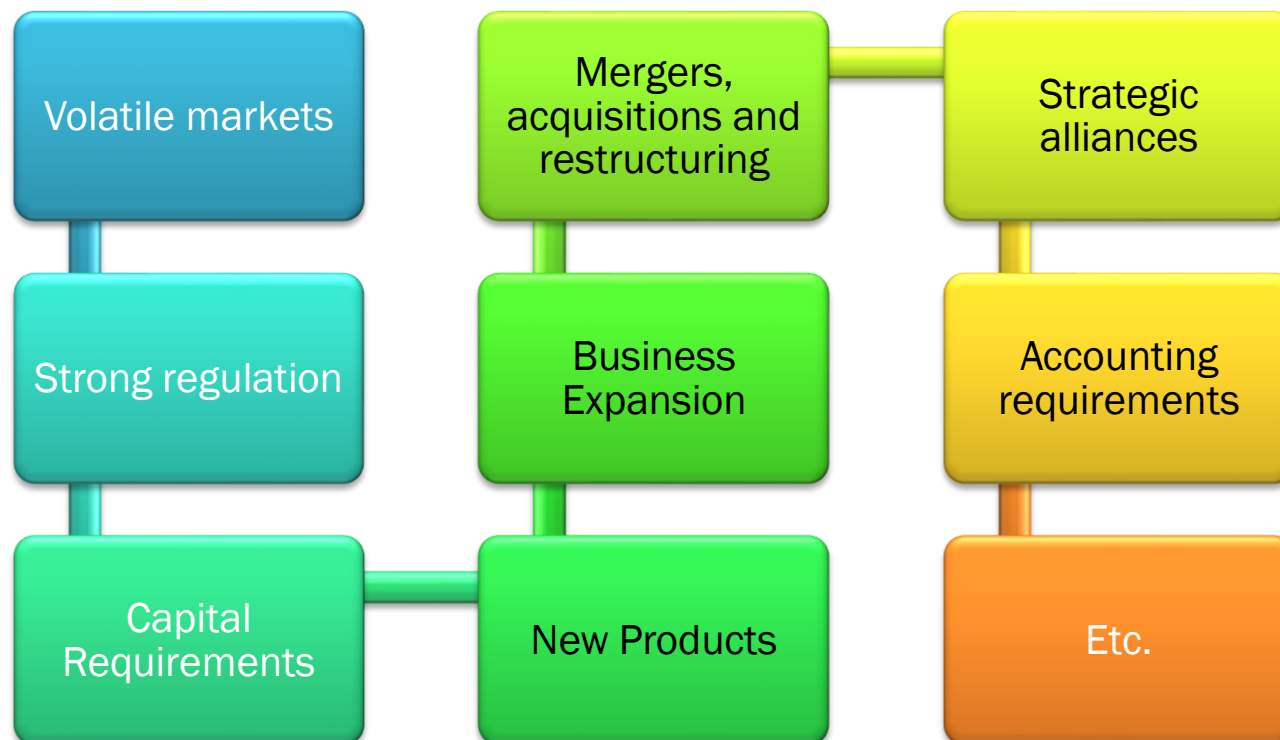 Volatile markets
Strong regulation
Capital
Requirements
New Products
Business
Expansion
Mergers,
acquisitions and
restructuring
Strategic
alliances
Accounting
requirements
Etc.